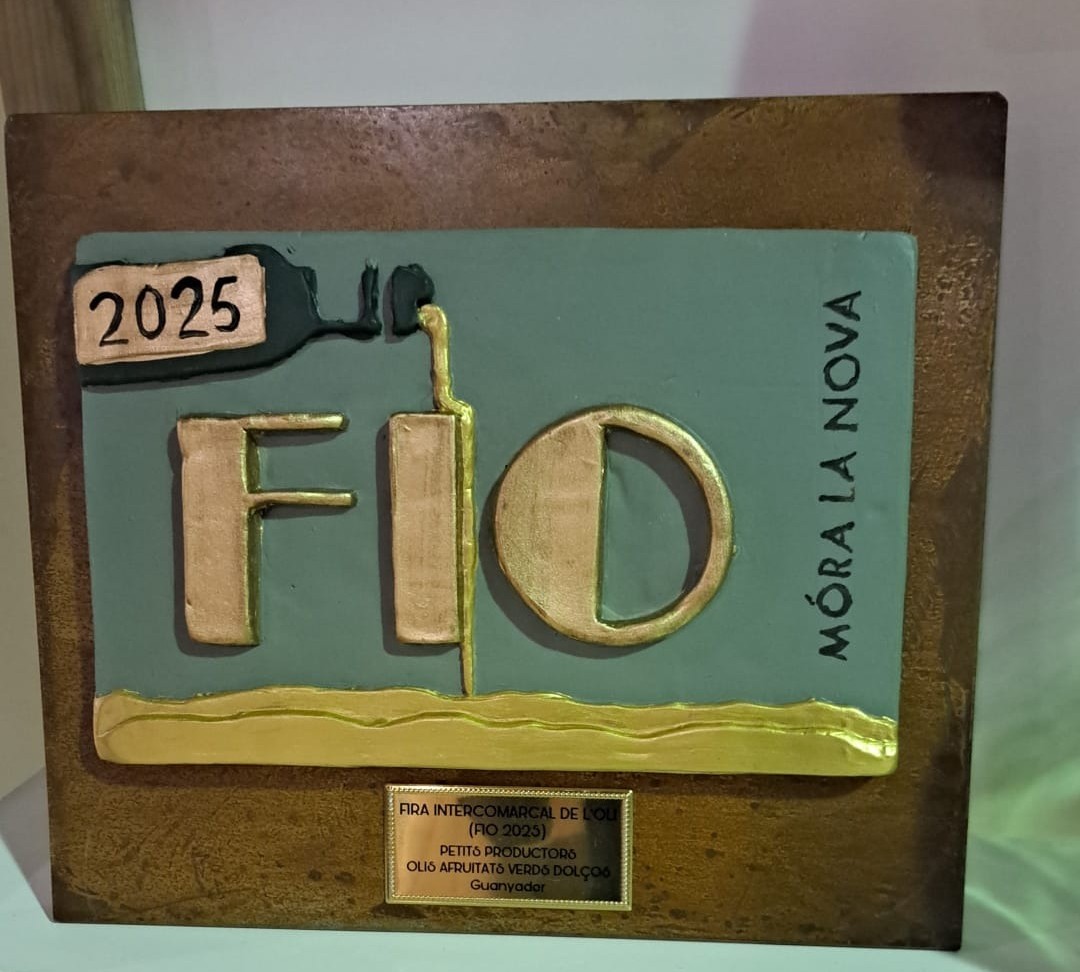 2025
FIO
MÓRA LA NOVA
FIRA INTERCOMARCAL DE L'OLI
(FIO 2025)
PETITS PRODUCTORS
OLIS AFRUITATS VERDS DOLÇOS
Guanyador